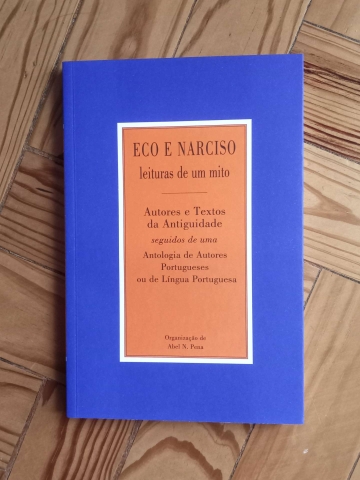 ECO E NARCISO
leituras de um mito
Autores e Textos
da Antiguidade
seguidos de uma
Antologia de Autores
Portugueses
ou de Língua Portuguesa
Organização de
Abel N. Pena